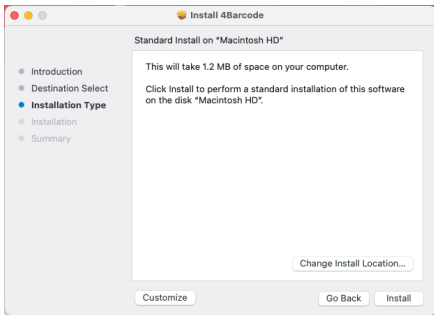 Install 4Barcode
Standard Install on “Macintosh HD”
Introduction
Destination Select
Installation Type
Installation
Summary
This will take 1.2 MB of space on your computer.
Click Install to perform a standard installation of this software
on the disk “Macintosh HD”.
Change Install Location...
Customize
Go Back
Install